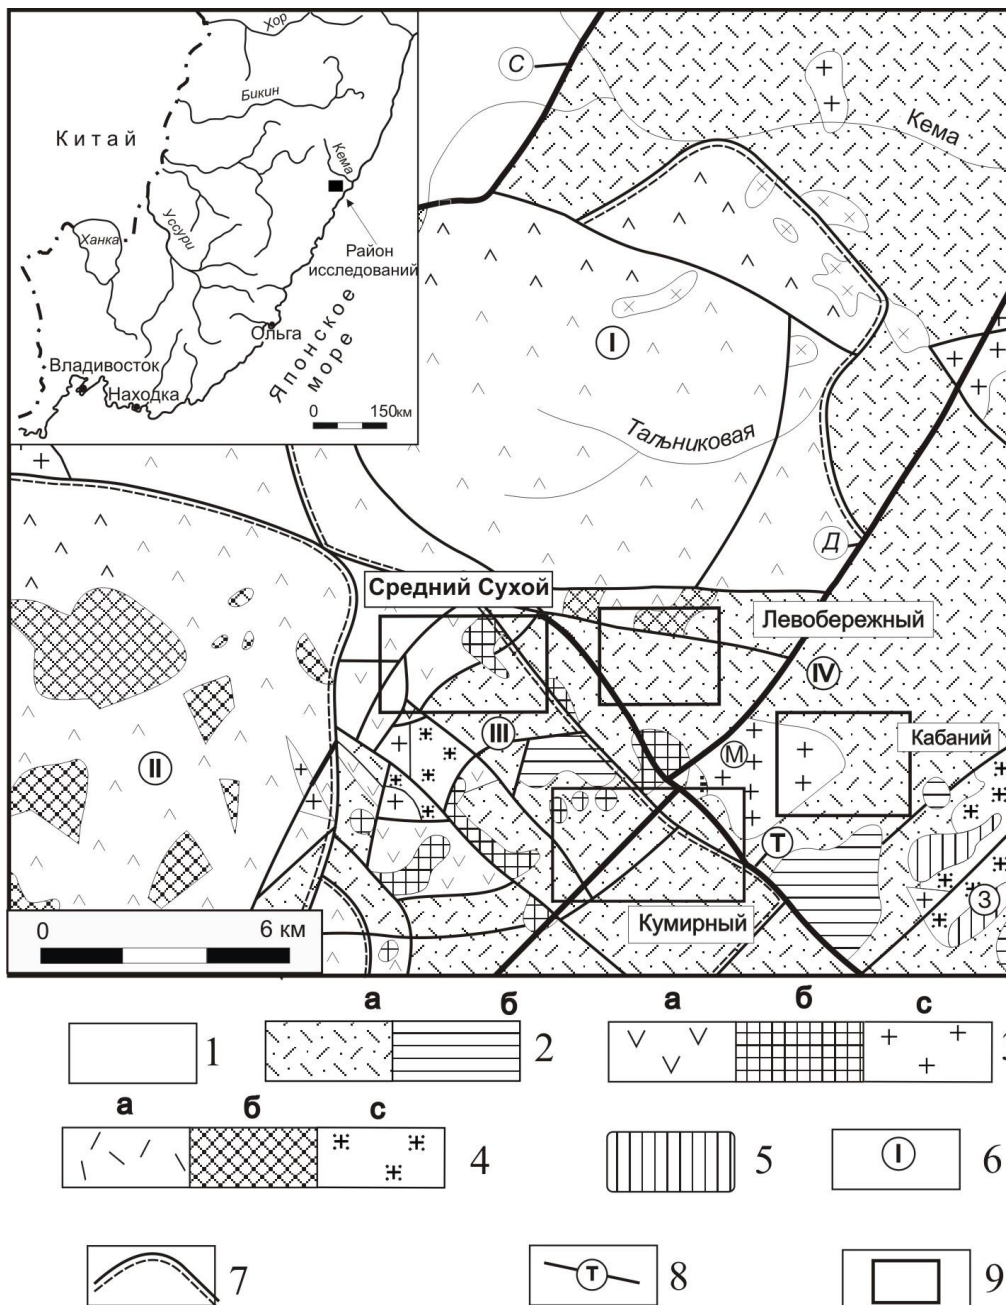 Хор
Бикин
Китай
Кема
Уссури
Ханка
Район
исследований
Ольга
Владивосток
Находка
Японское
море
0 150км
С
Кема
I
Тальниковая
Д
Средний Сухой
Левобережный
IV
III
М
Кабаний
II
Т
З
Кумирный
0 6 км
а б
а б с
1
2
3
а б с
4
5
I 6
7
Т 8
9